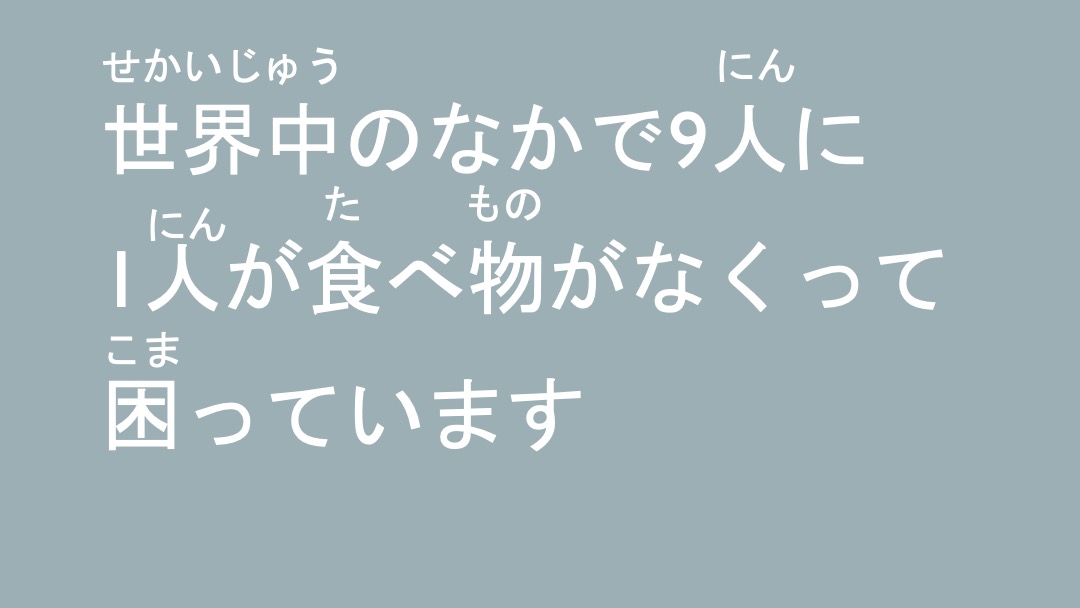 せかいじゅう にん
世界中のなかで9人に
にん た もの
1人が食べ物がなくって
こま
困っています